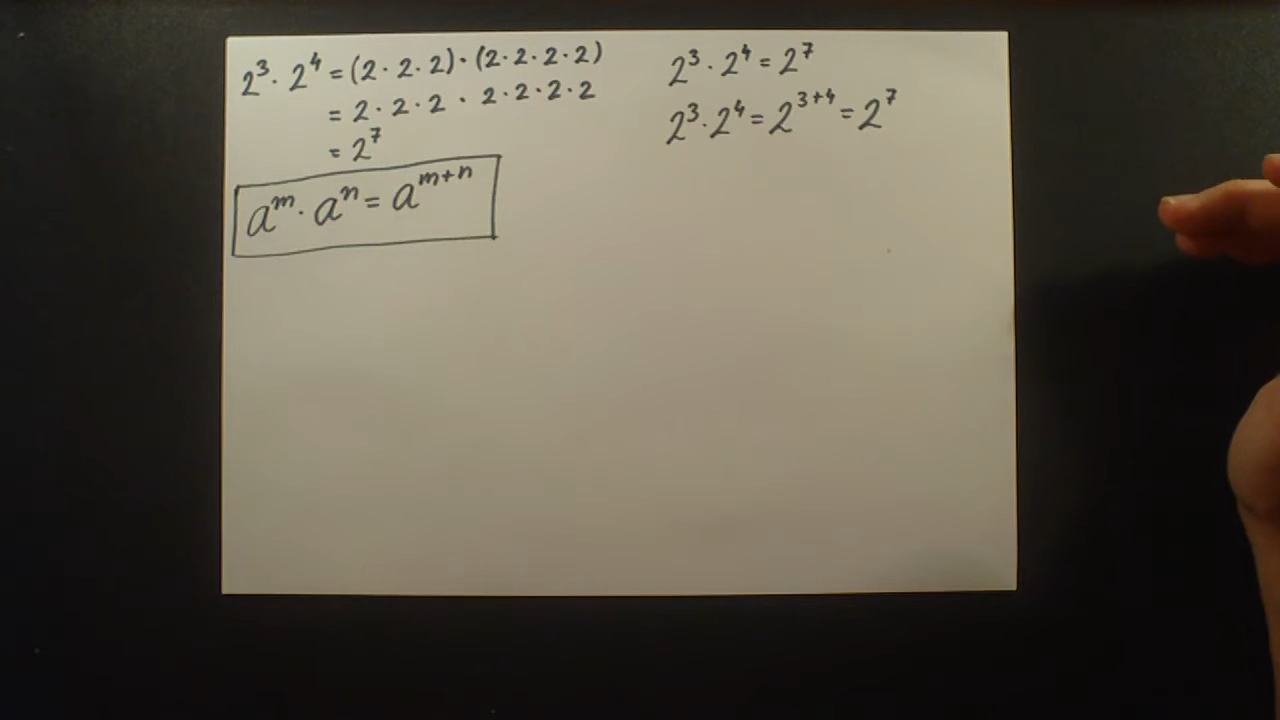 2³ · 2⁴ = (2 · 2 · 2) · (2 · 2 · 2 · 2)
= 2 · 2 · 2 · 2 · 2 · 2 · 2
= 2⁷
aᵐ · aⁿ = aᵐ⁺ⁿ
2³ · 2⁴ = 2⁷
2³ · 2⁴ = 2³⁺⁴ = 2⁷